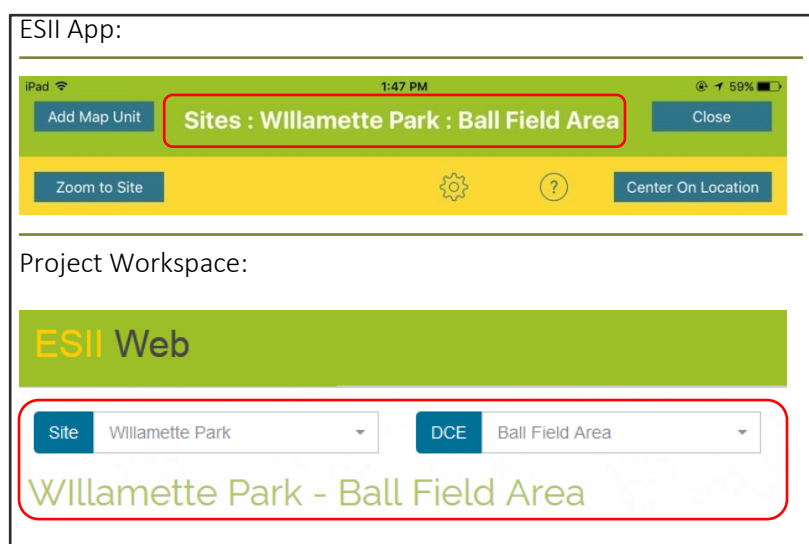 ESII App:
iPad 1:47 PM 59%
Add Map Unit Sites : WIllamette Park : Ball Field Area Close
Zoom to Site ? Center On Location
Project Workspace:
ESII Web
Site WIllamette Park DCE Ball Field Area
WIllamette Park - Ball Field Area